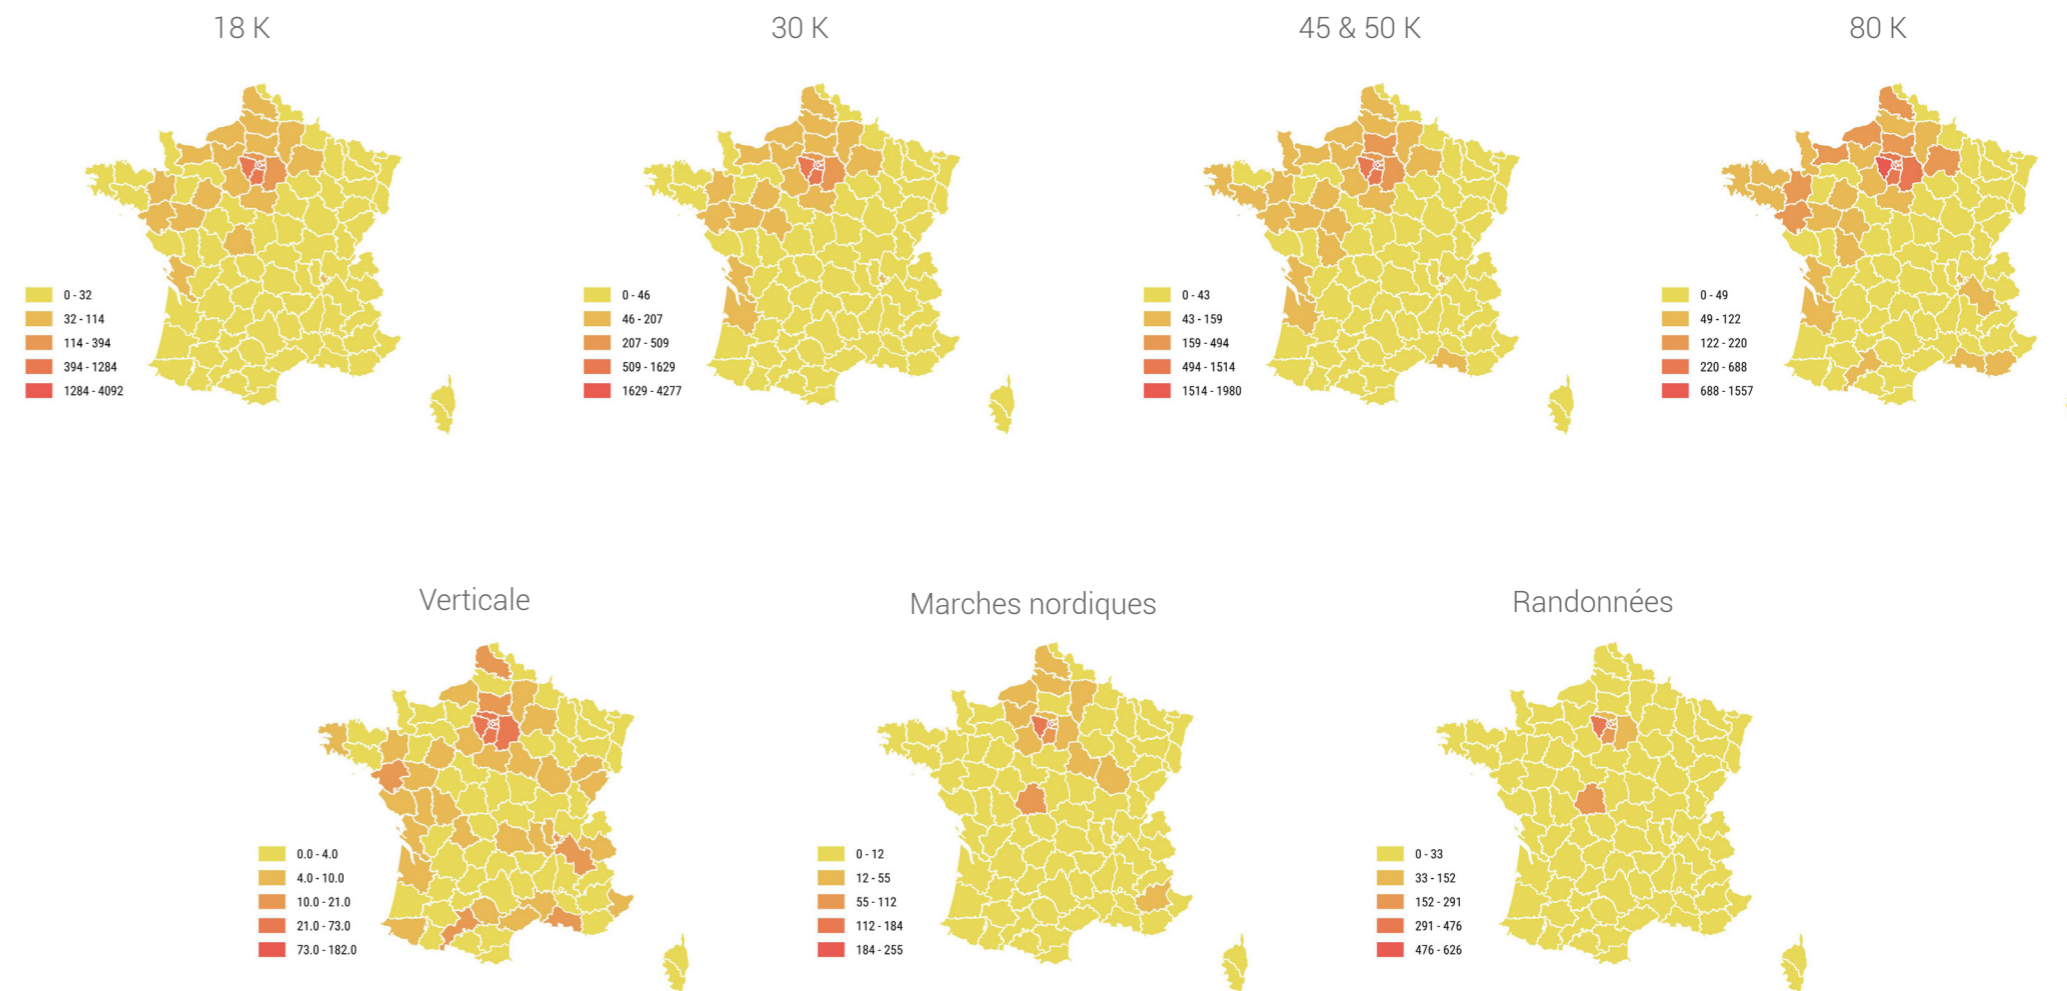 18 K
30 K
45 & 50 K
80 K
0 - 32
32 - 114
114 - 394
394 - 1284
1284 - 4092
0 - 46
46 - 207
207 - 509
509 - 1629
1629 - 4277
0 - 43
43 - 159
159 - 494
494 - 1514
1514 - 1980
0 - 49
49 - 122
122 - 220
220 - 688
688 - 1557
Verticale
Marches nordiques
Randonnées
0.0 - 4.0
4.0 - 10.0
10.0 - 21.0
21.0 - 73.0
73.0 - 182.0
0 - 12
12 - 55
55 - 112
112 - 184
184 - 255
0 - 33
33 - 152
152 - 291
291 - 476
476 - 626